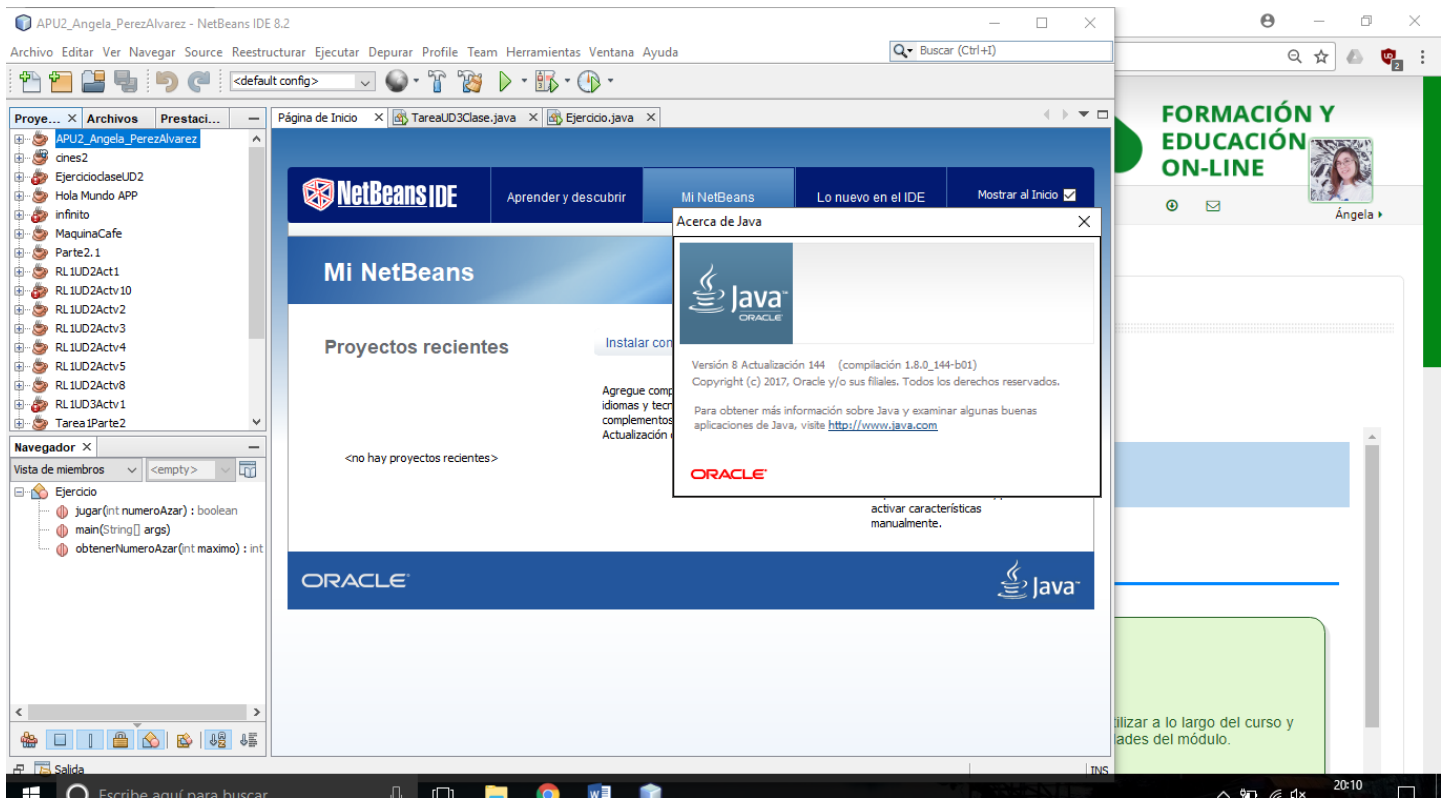 APU2_Angela_PerezAlvarez - NetBeans IDE 8.2
Archivo Editar Ver Navegar Source Reestructurar Ejecutar Depurar Profile Team Herramientas Ventana Ayuda
Buscar (Ctrl+I)
<default config>
Proye... Archivos Prestaci...
APU2_Angela_PerezAlvarez
cines2
EjercicioclaseUD2
Hola Mundo APP
infinito
MaquinaCafe
Parte2.1
RL1UD2Act1
RL1UD2Actv10
RL1UD2Actv2
RL1UD2Actv3
RL1UD2Actv4
RL1UD2Actv5
RL1UD2Actv8
RL1UD3Actv1
Tarea1Parte2
Navegador
Vista de miembros <empty>
Ejercicio
jugar(int numeroAzar) : boolean
main(String[] args)
obtenerNumeroAzar(int maximo) : int
Salida
Página de Inicio TareaUD3Clase.java Ejercicio.java
NetBeans IDE
Aprender y descubrir
Mi NetBeans
Lo nuevo en el IDE
Mostrar al Inicio
Mi NetBeans
Proyectos recientes
<no hay proyectos recientes>
Instalar
Agregue
idiomas y
complementos
Actualización
activar características
manualmente.
ORACLE
Java
Acerca de Java
Java
ORACLE
Versión 8 Actualización 144 (compilación 1.8.0_144-b01)
Copyright (c) 2017, Oracle y/o sus filiales. Todos los derechos reservados.
Para obtener más información sobre Java y examinar algunas buenas
aplicaciones de Java, visite http://www.java.com
ORACLE
INS
2
FORMACIÓN Y
EDUCACIÓN
ON-LINE
Ángela
tilizar a lo largo del curso y
dades del módulo.
Escribe aquí para buscar
20:10